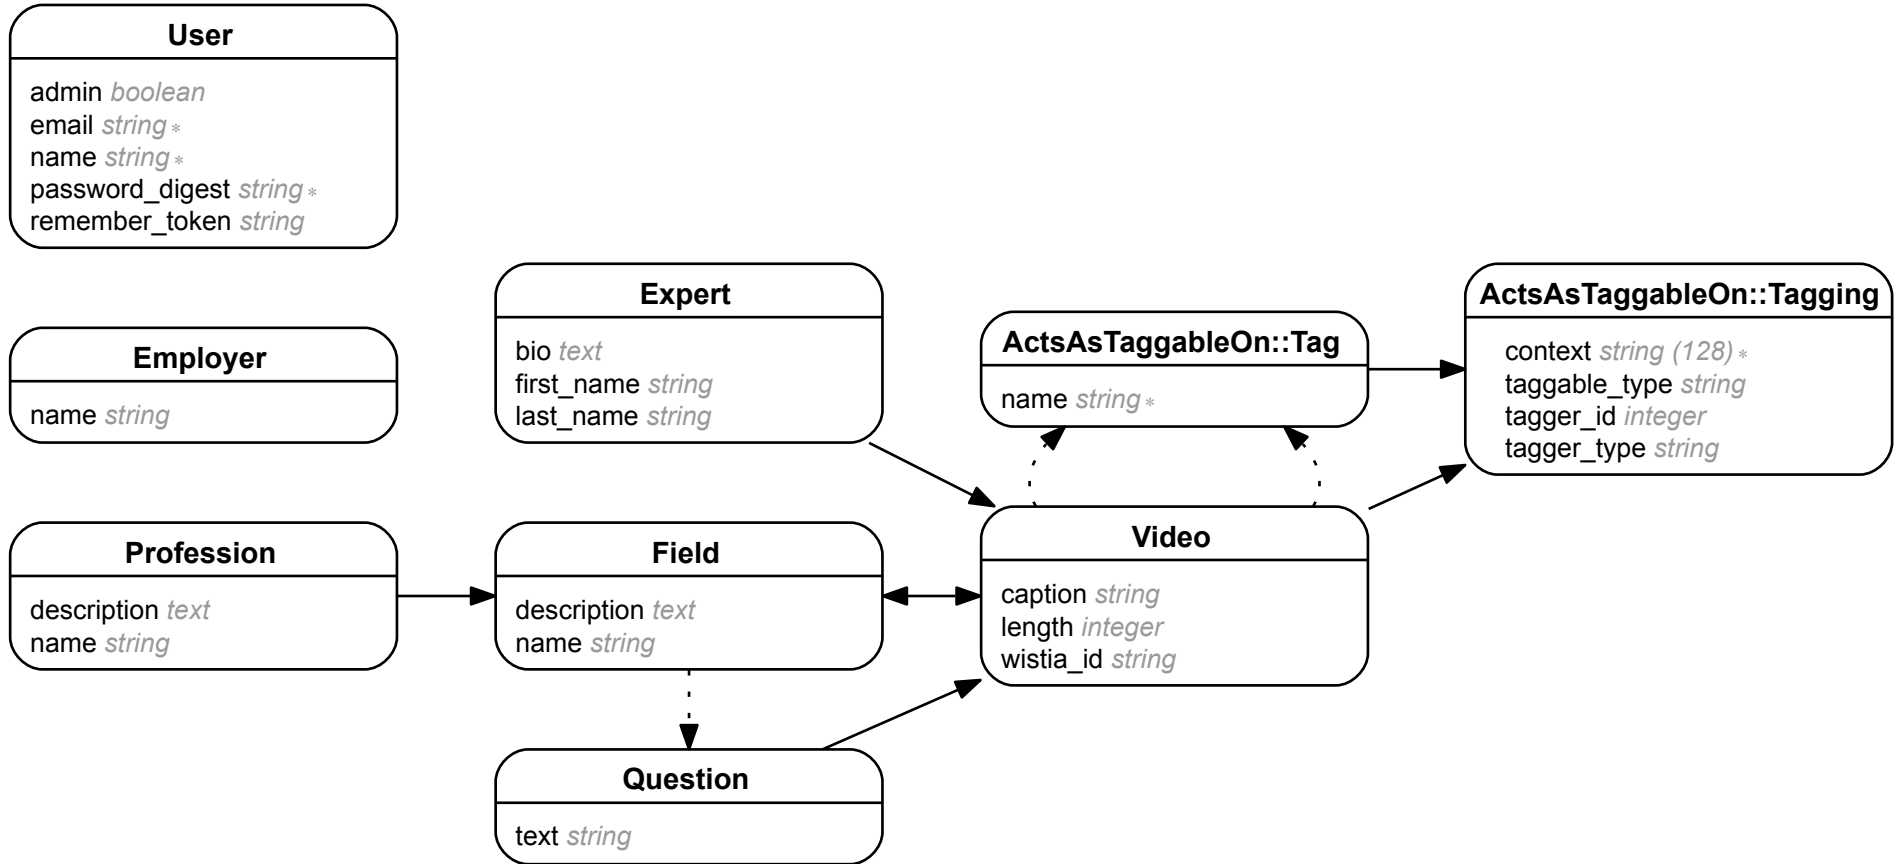 User
admin boolean
email string *
name string *
password_digest string *
remember_token string
Employer
name string
Profession
description text
name string
Expert
bio text
first_name string
last_name string
Field
description text
name string
Question
text string
ActsAsTaggableOn::Tag
name string *
Video
caption string
length integer
wistia_id string
ActsAsTaggableOn::Tagging
context string (128) *
taggable_type string
tagger_id integer
tagger_type string